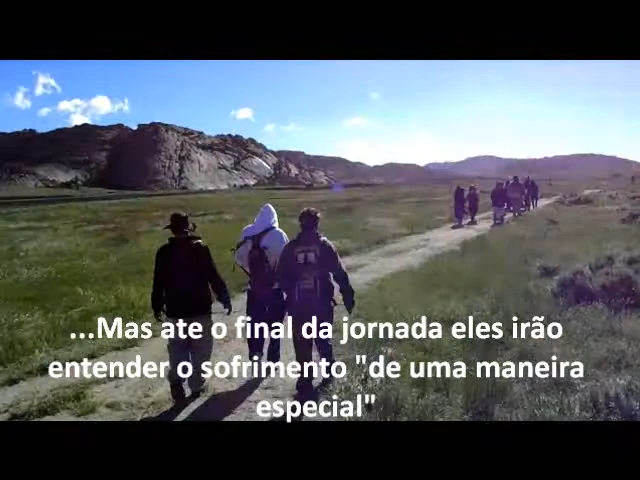 ...Mas ate o final da jornada eles irão
entender o sofrimento "de uma maneira
especial"